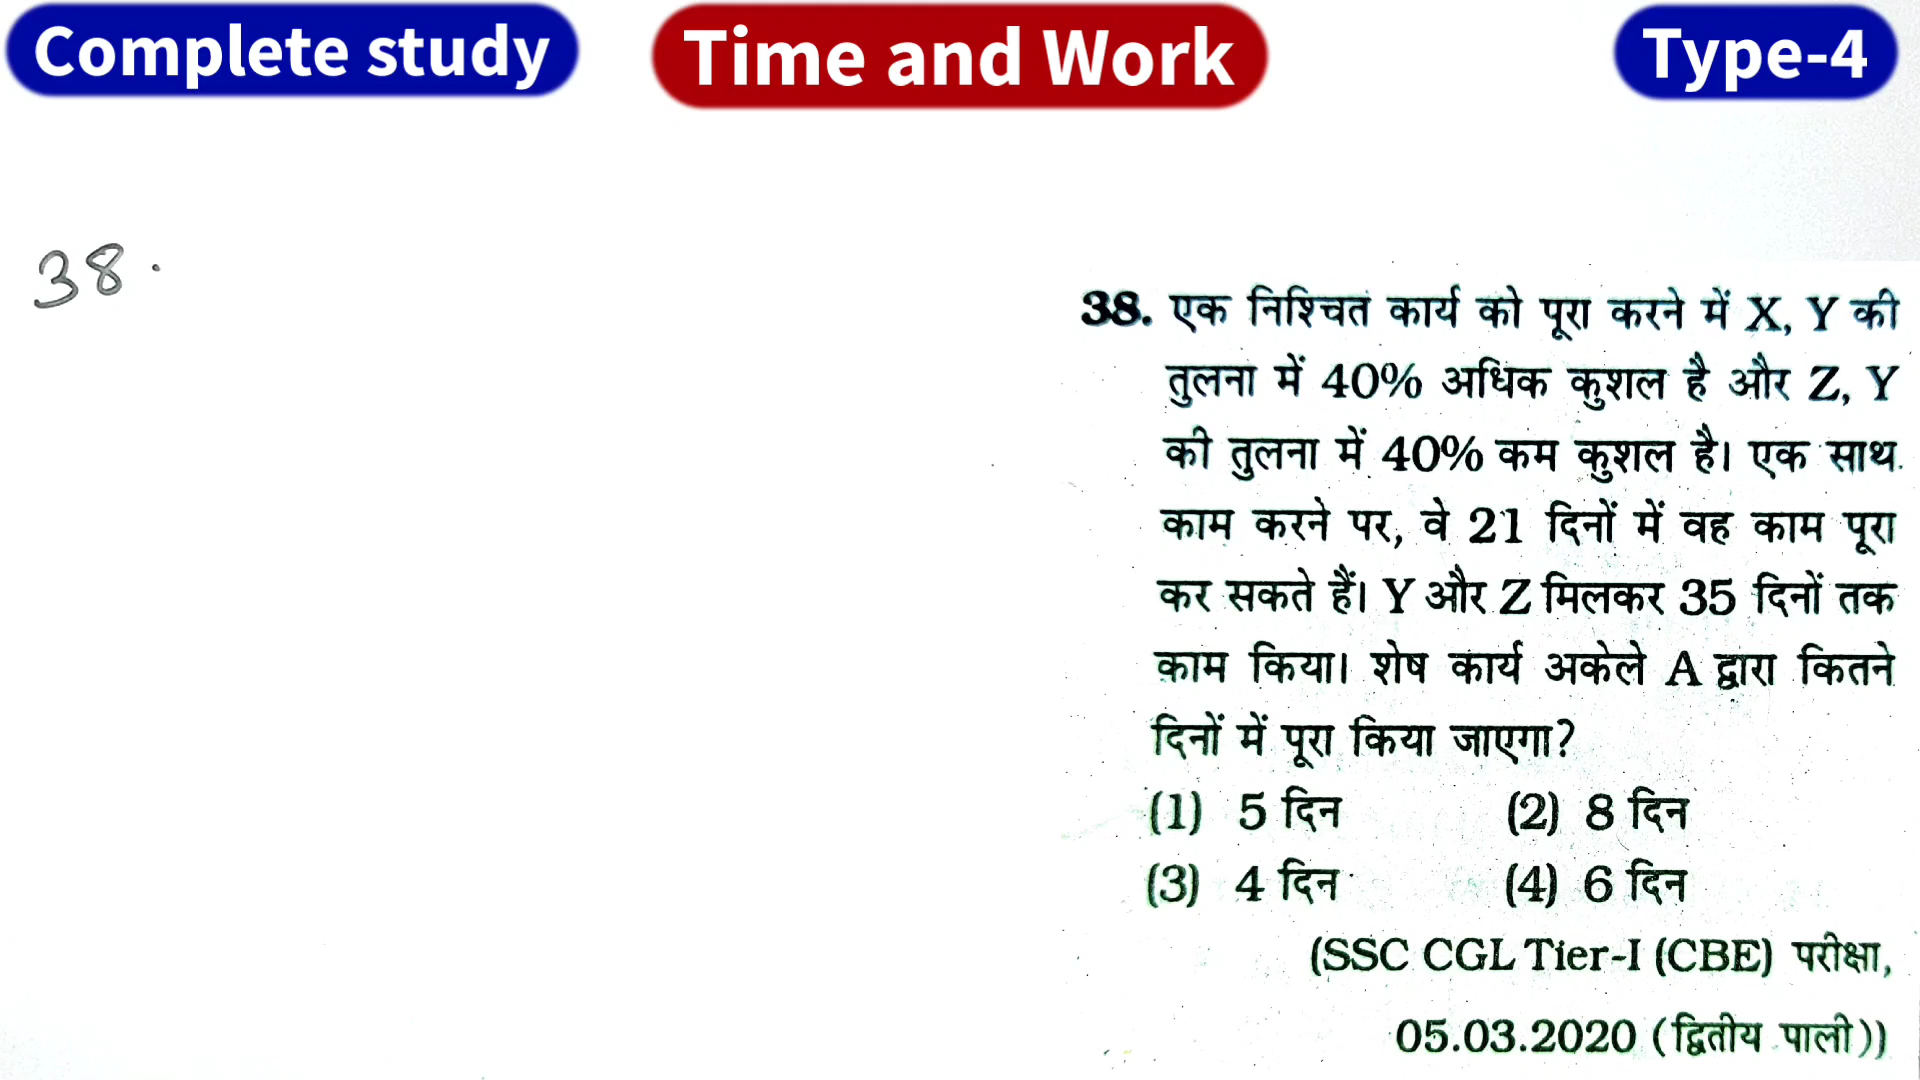 Complete study
Time and Work
Type-4
38.
38. एक निश्चित कार्य को पूरा करने में X, Y की
तुलना में 40% अधिक कुशल है और Z, Y
की तुलना में 40% कम कुशल है। एक साथ
काम करने पर, वे 21 दिनों में वह काम पूरा
कर सकते हैं। Y और Z मिलकर 35 दिनों तक
काम किया। शेष कार्य अकेले A द्वारा कितने
दिनों में पूरा किया जाएगा?
(1) 5 दिन (2) 8 दिन
(3) 4 दिन (4) 6 दिन
(SSC CGL Tier-I (CBE) परीक्षा,
05.03.2020 (द्वितीय पाली))